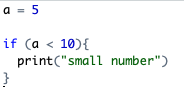 a = 5
if (a < 10){
  print("small number")
}